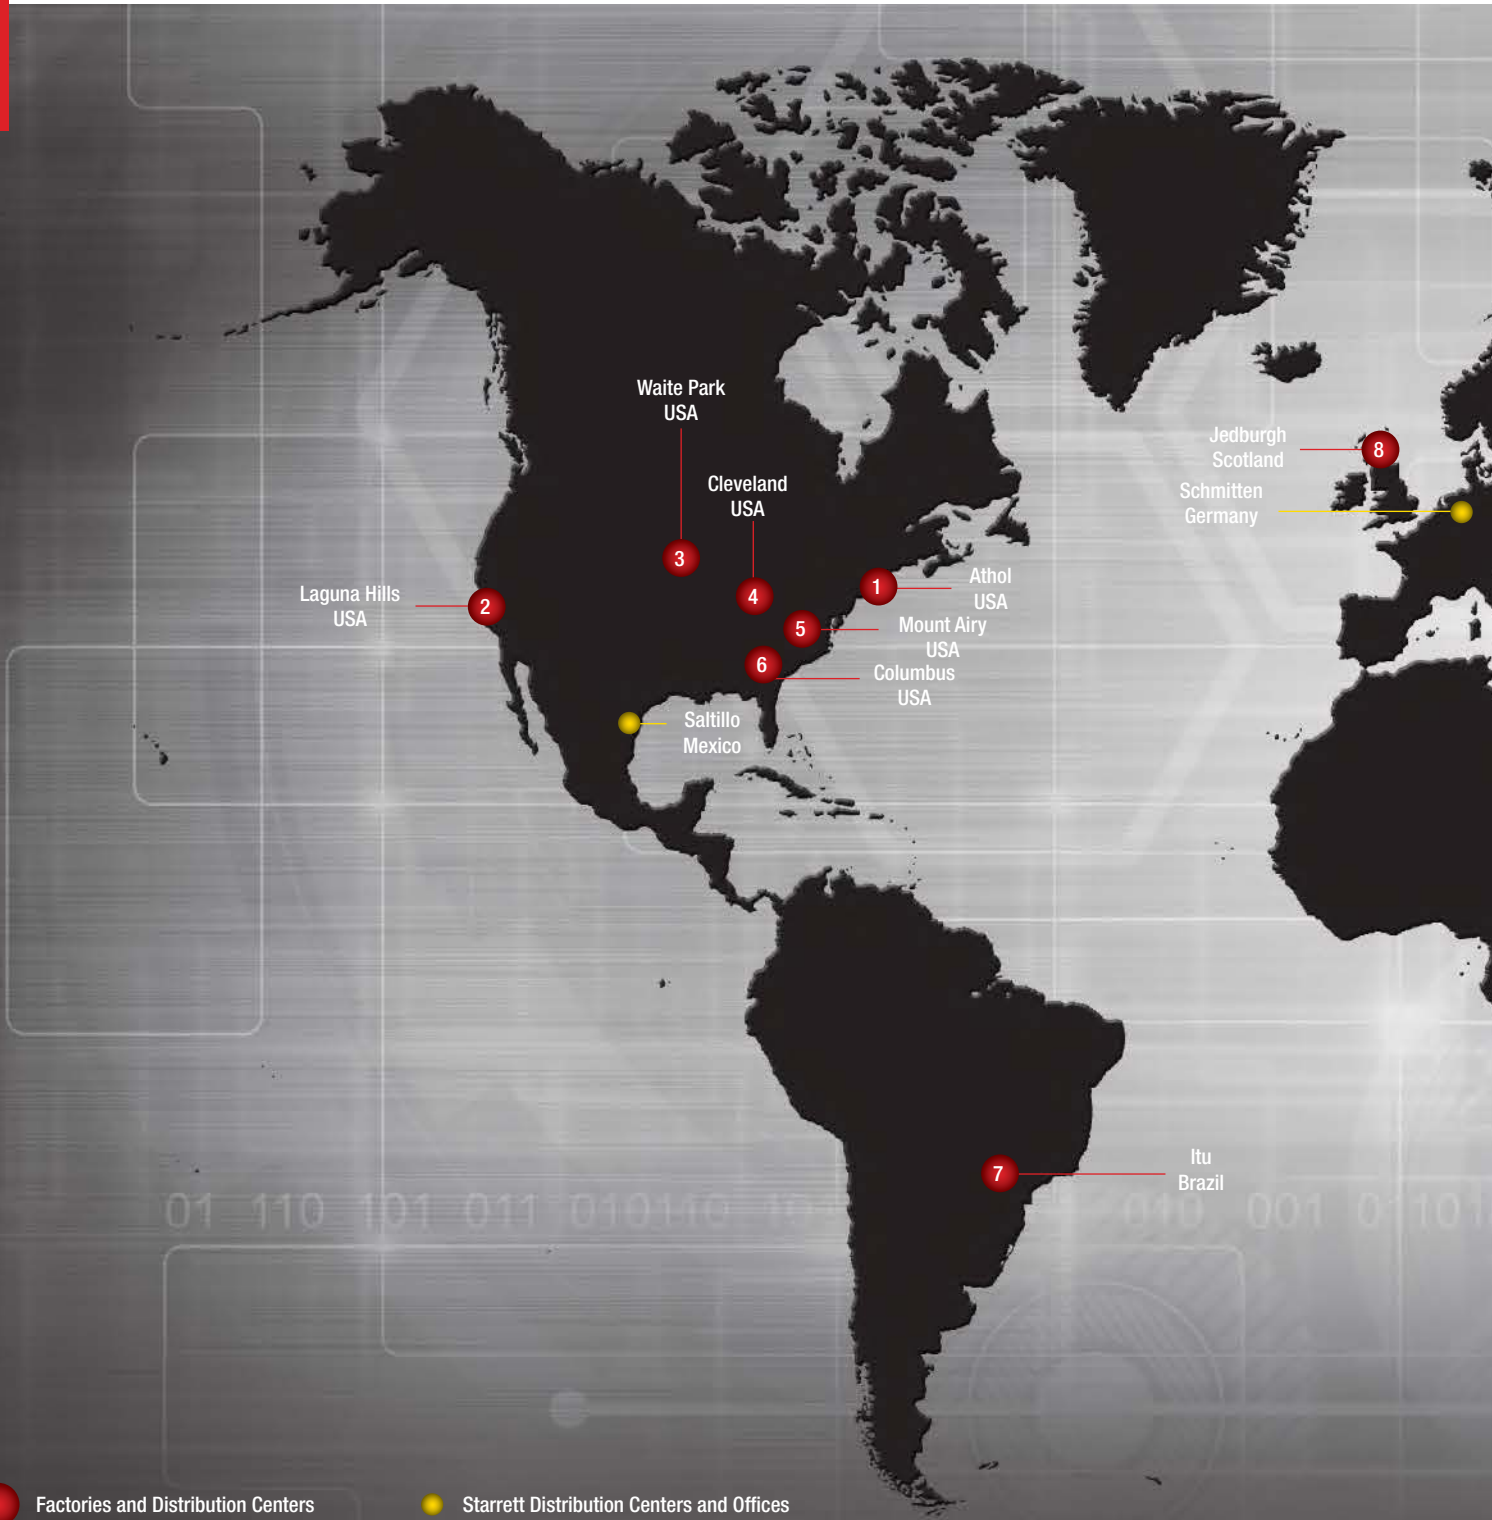 Waite Park
USA
3
Cleveland
USA
4
Laguna Hills
USA
2
1
Athol
USA
5
Mount Airy
USA
6
Columbus
USA
Saltillo
Mexico
Jedburgh
Scotland
8
Schmitten
Germany
7
Itu
Brazil
01 110 101 011 010110 10 010 001 01101
Factories and Distribution Centers
Starrett Distribution Centers and Offices